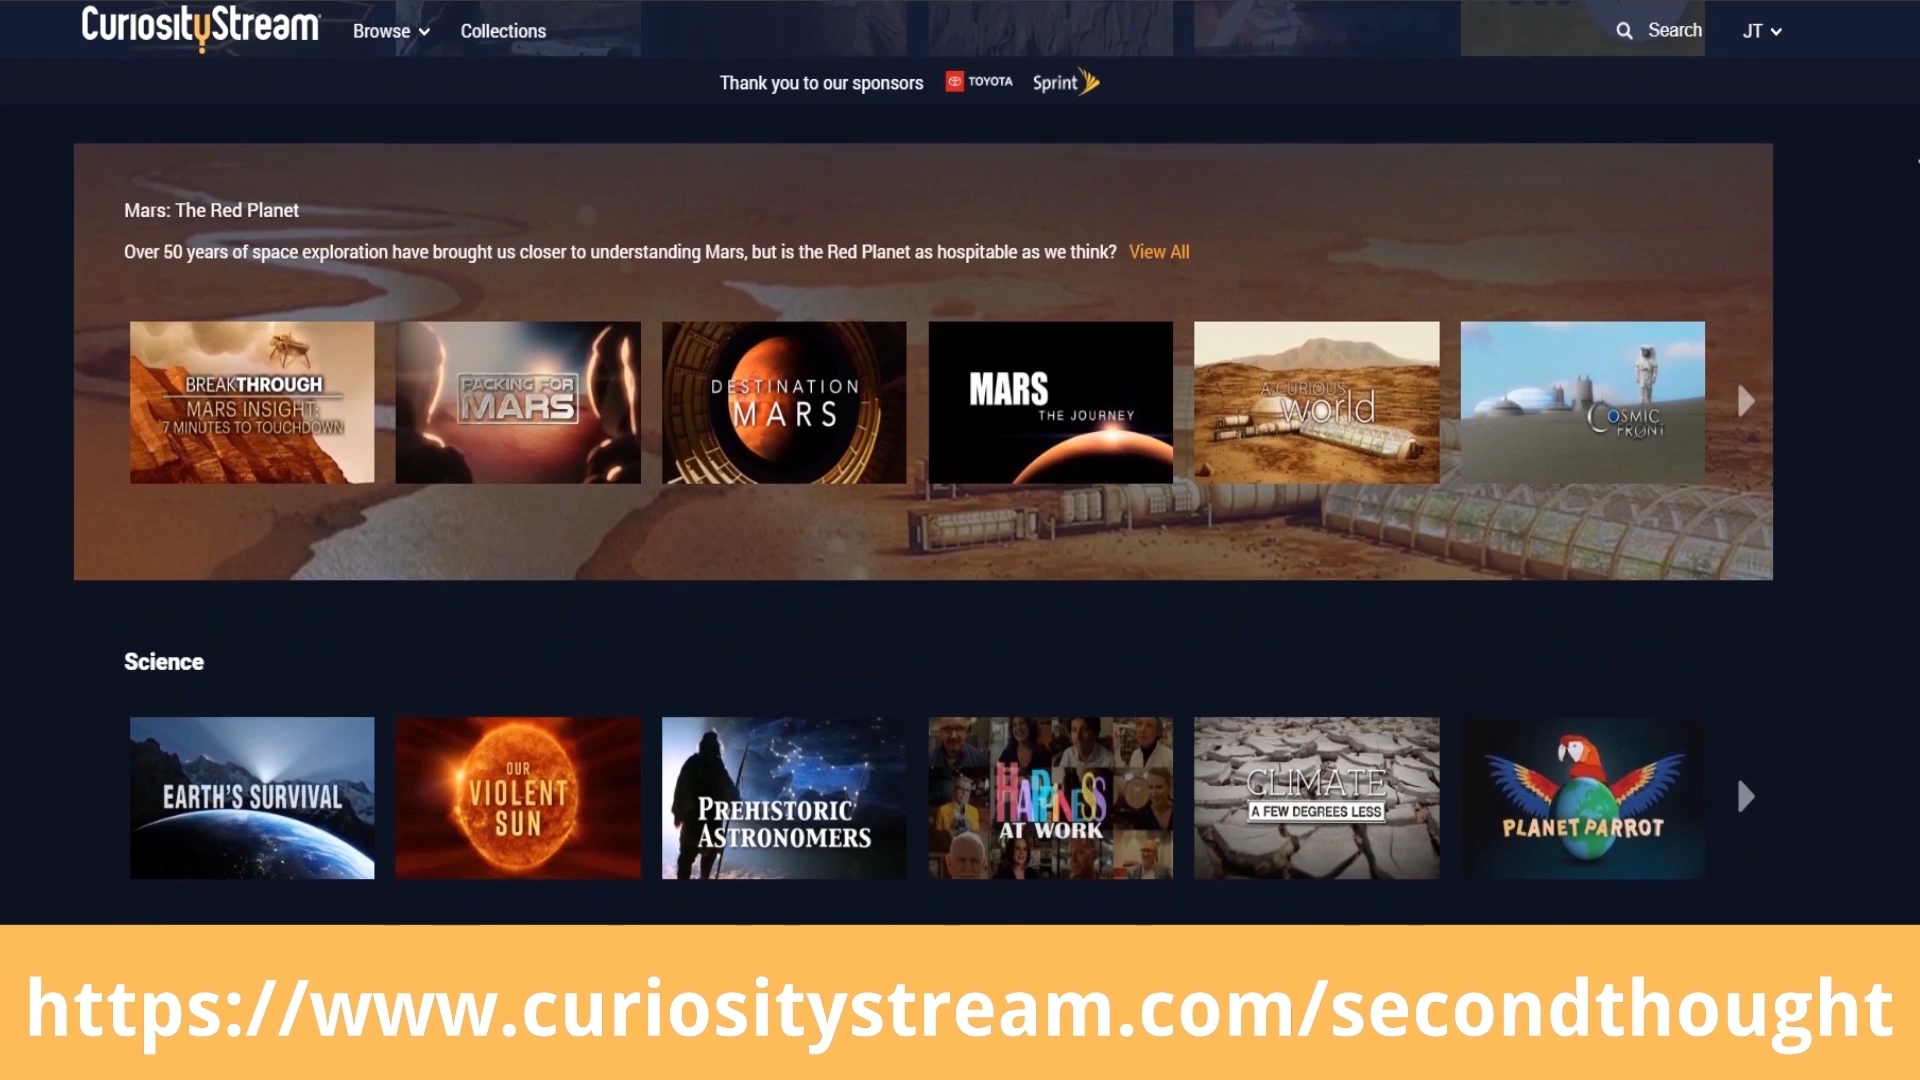 CuriosityStream
Browse
Collections
Search
JT
Thank you to our sponsors
TOYOTA
Sprint
Mars: The Red Planet
Over 50 years of space exploration have brought us closer to understanding Mars, but is the Red Planet as hospitable as we think? View All
BREAKTHROUGH
MARS INSIGHT:
7 MINUTES TO TOUCHDOWN
PACKING FOR
MARS
DESTINATION
MARS
MARS
THE JOURNEY
A CURIOUS
world
COSMIC
FRONT
Science
EARTH'S SURVIVAL
OUR
VIOLENT
SUN
PREHISTORIC
ASTRONOMERS
HAPPINESS
AT WORK
CLIMATE
A FEW DEGREES LESS
PLANET PARROT
https://www.curiositystream.com/secondthought